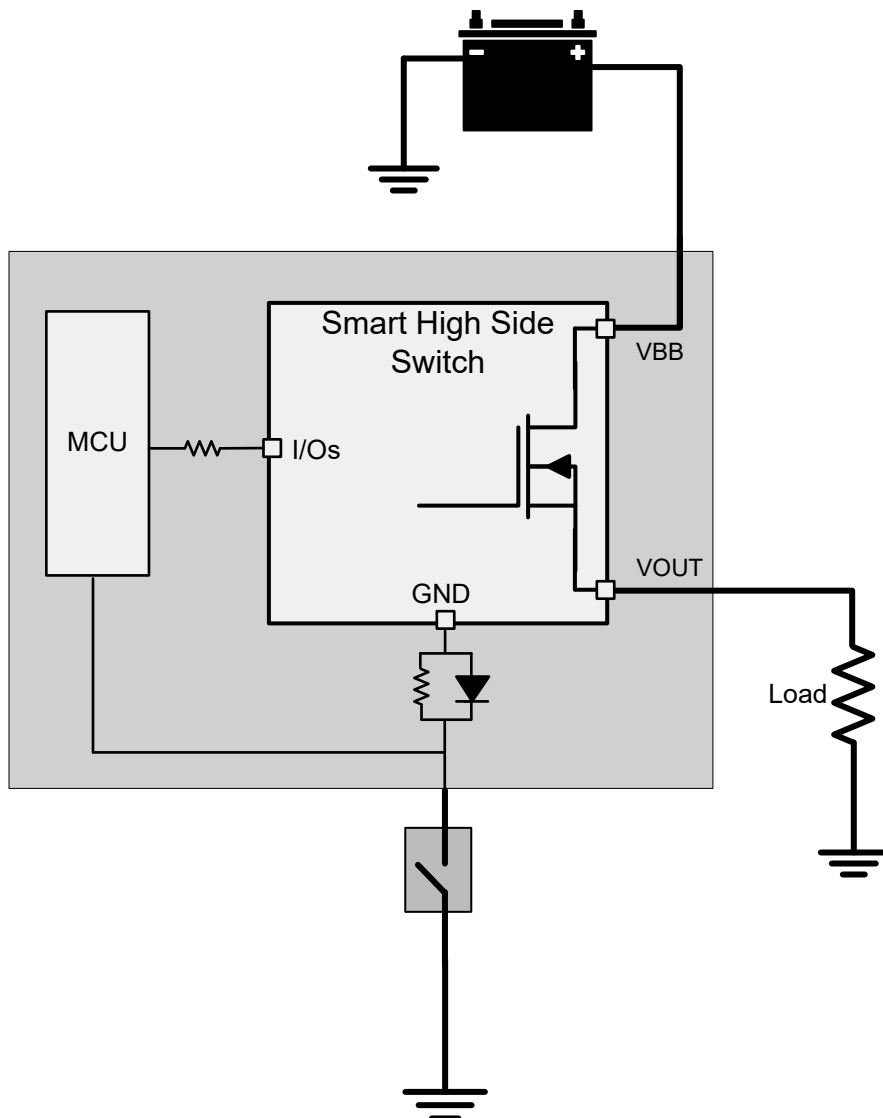 Smart High Side
Switch
VBB
MCU
I/Os
VOUT
GND
Load